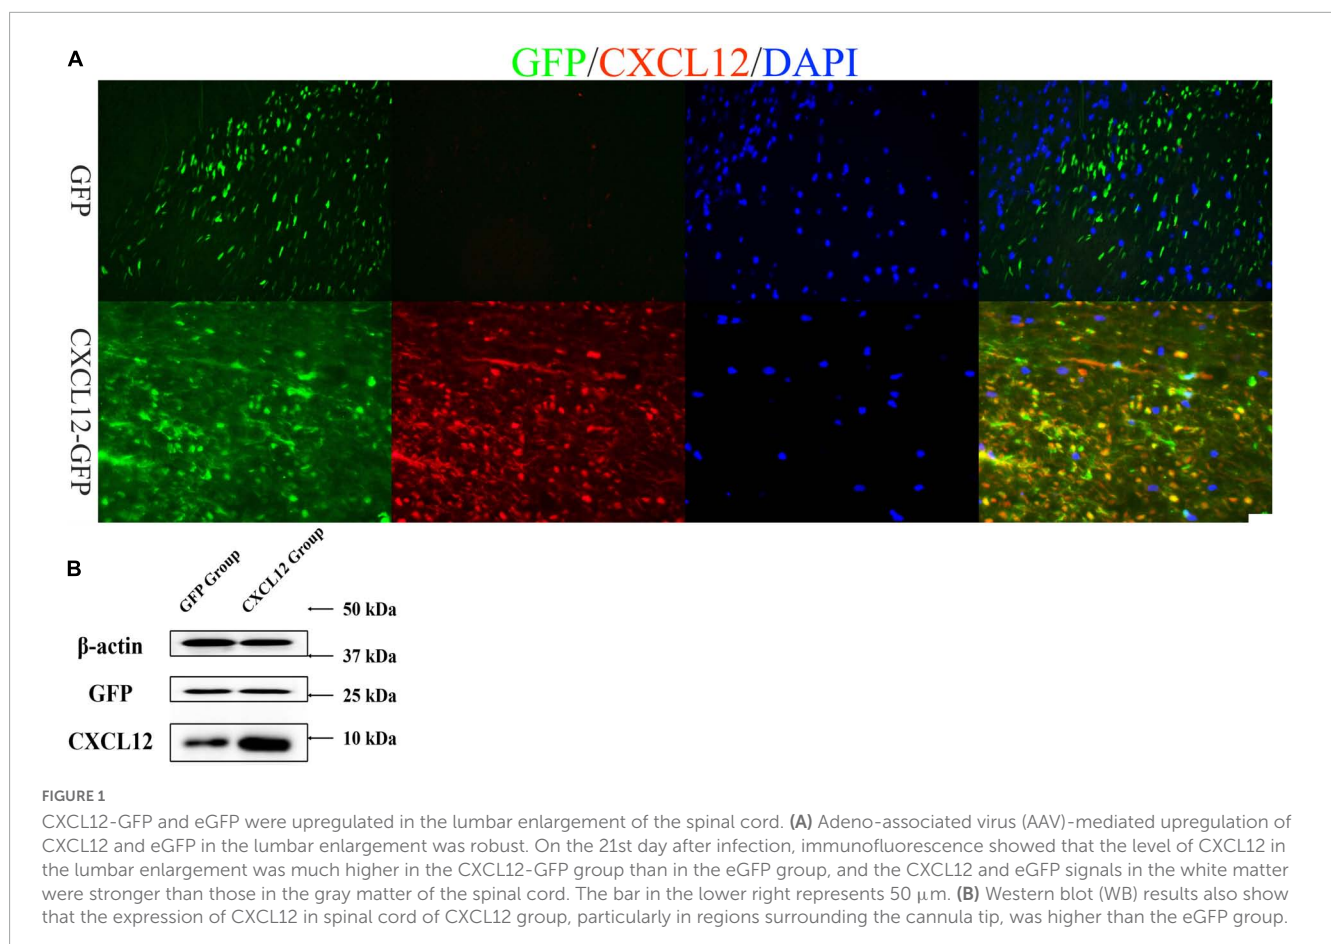 A
GFP/CXCL12/DAPI
GFP
CXCL12-GFP
B
GFP Group
CXCL12 Group
50 kDa
β-actin
37 kDa
GFP
25 kDa
CXCL12
10 kDa
FIGURE 1
CXCL12-GFP and eGFP were upregulated in the lumbar enlargement of the spinal cord. (A) Adeno-associated virus (AAV)-mediated upregulation of
CXCL12 and eGFP in the lumbar enlargement was robust. On the 21st day after infection, immunofluorescence showed that the level of CXCL12 in
the lumbar enlargement was much higher in the CXCL12-GFP group than in the eGFP group, and the CXCL12 and eGFP signals in the white matter
were stronger than those in the gray matter of the spinal cord. The bar in the lower right represents 50 μm. (B) Western blot (WB) results also show
that the expression of CXCL12 in spinal cord of CXCL12 group, particularly in regions surrounding the cannula tip, was higher than the eGFP group.